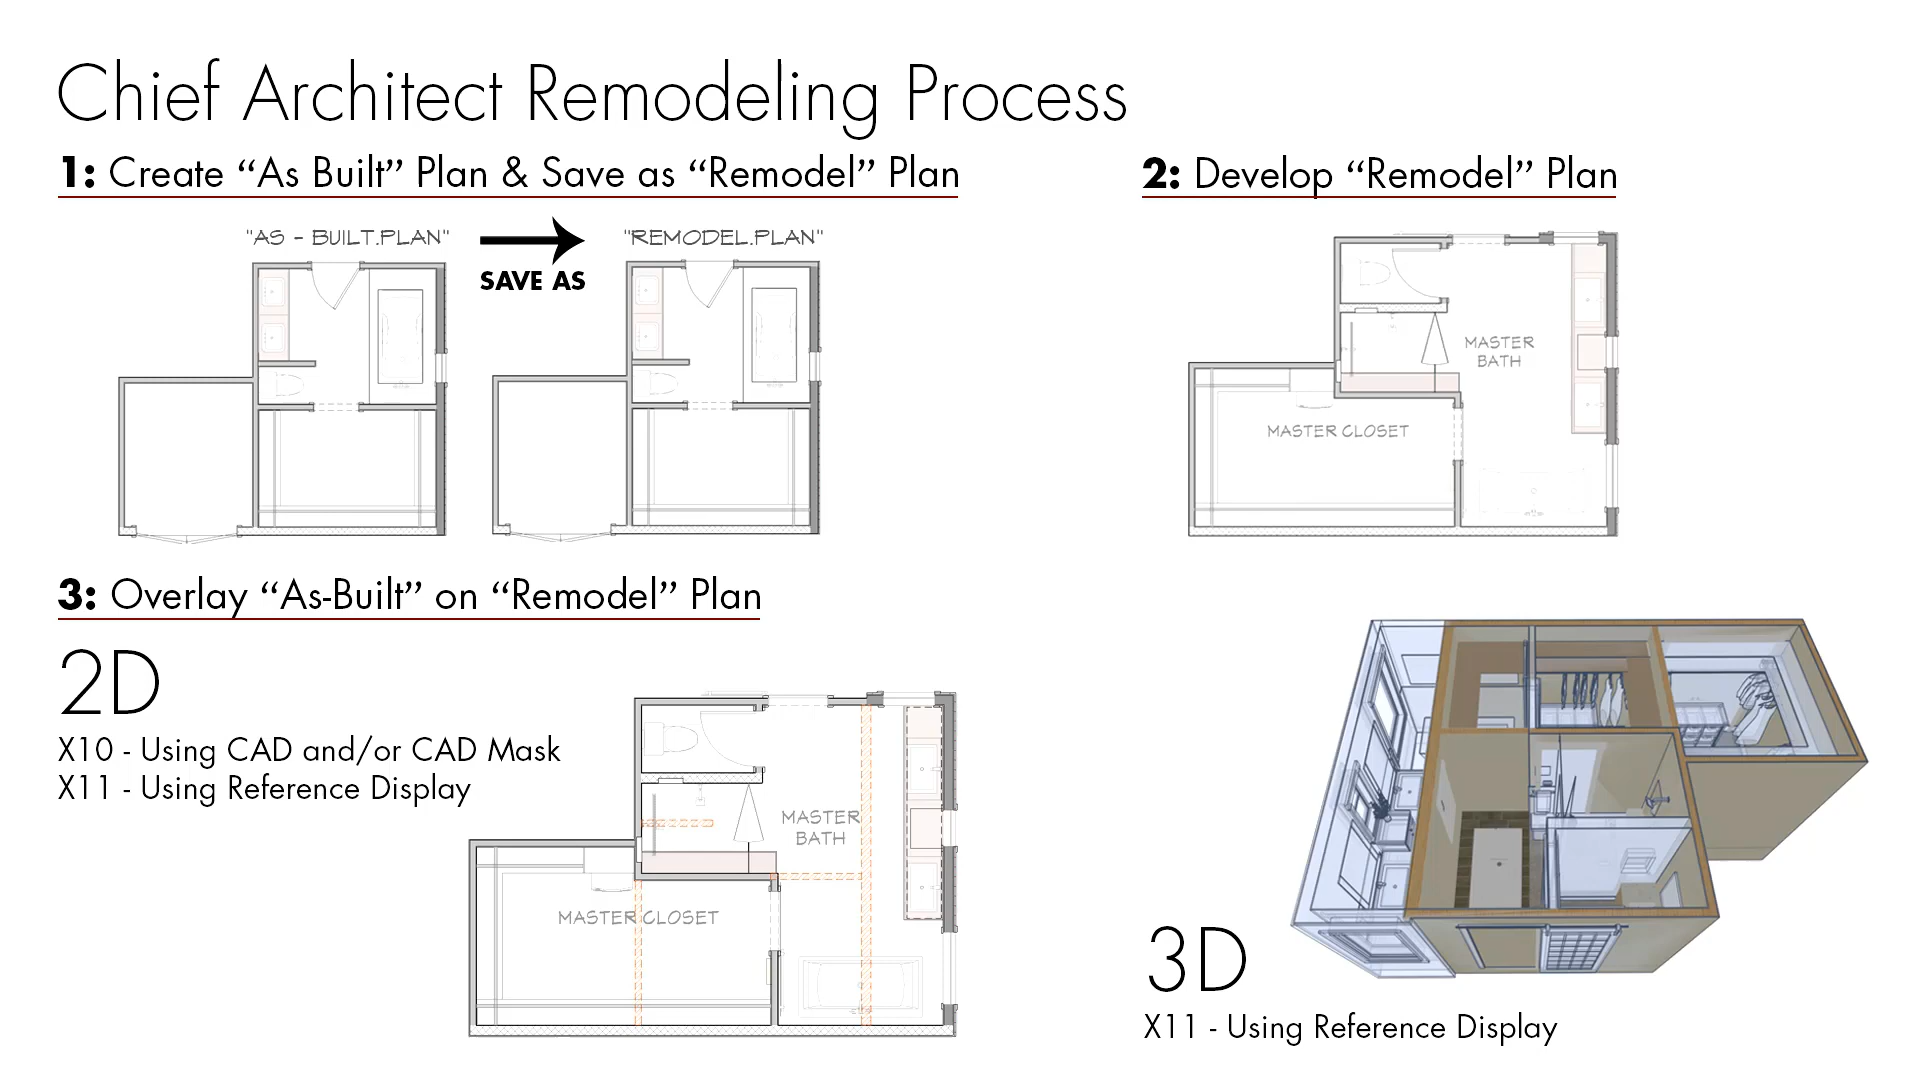 Chief Architect Remodeling Process
1: Create “As Built” Plan & Save as “Remodel” Plan
"AS - BUILT.PLAN"
SAVE AS
"REMODEL.PLAN"
2: Develop “Remodel” Plan
MASTER
BATH
MASTER CLOSET
3: Overlay “As-Built” on “Remodel” Plan
2D
X10 - Using CAD and/or CAD Mask
X11 - Using Reference Display
MASTER
BATH
MASTER CLOSET
3D
X11 - Using Reference Display